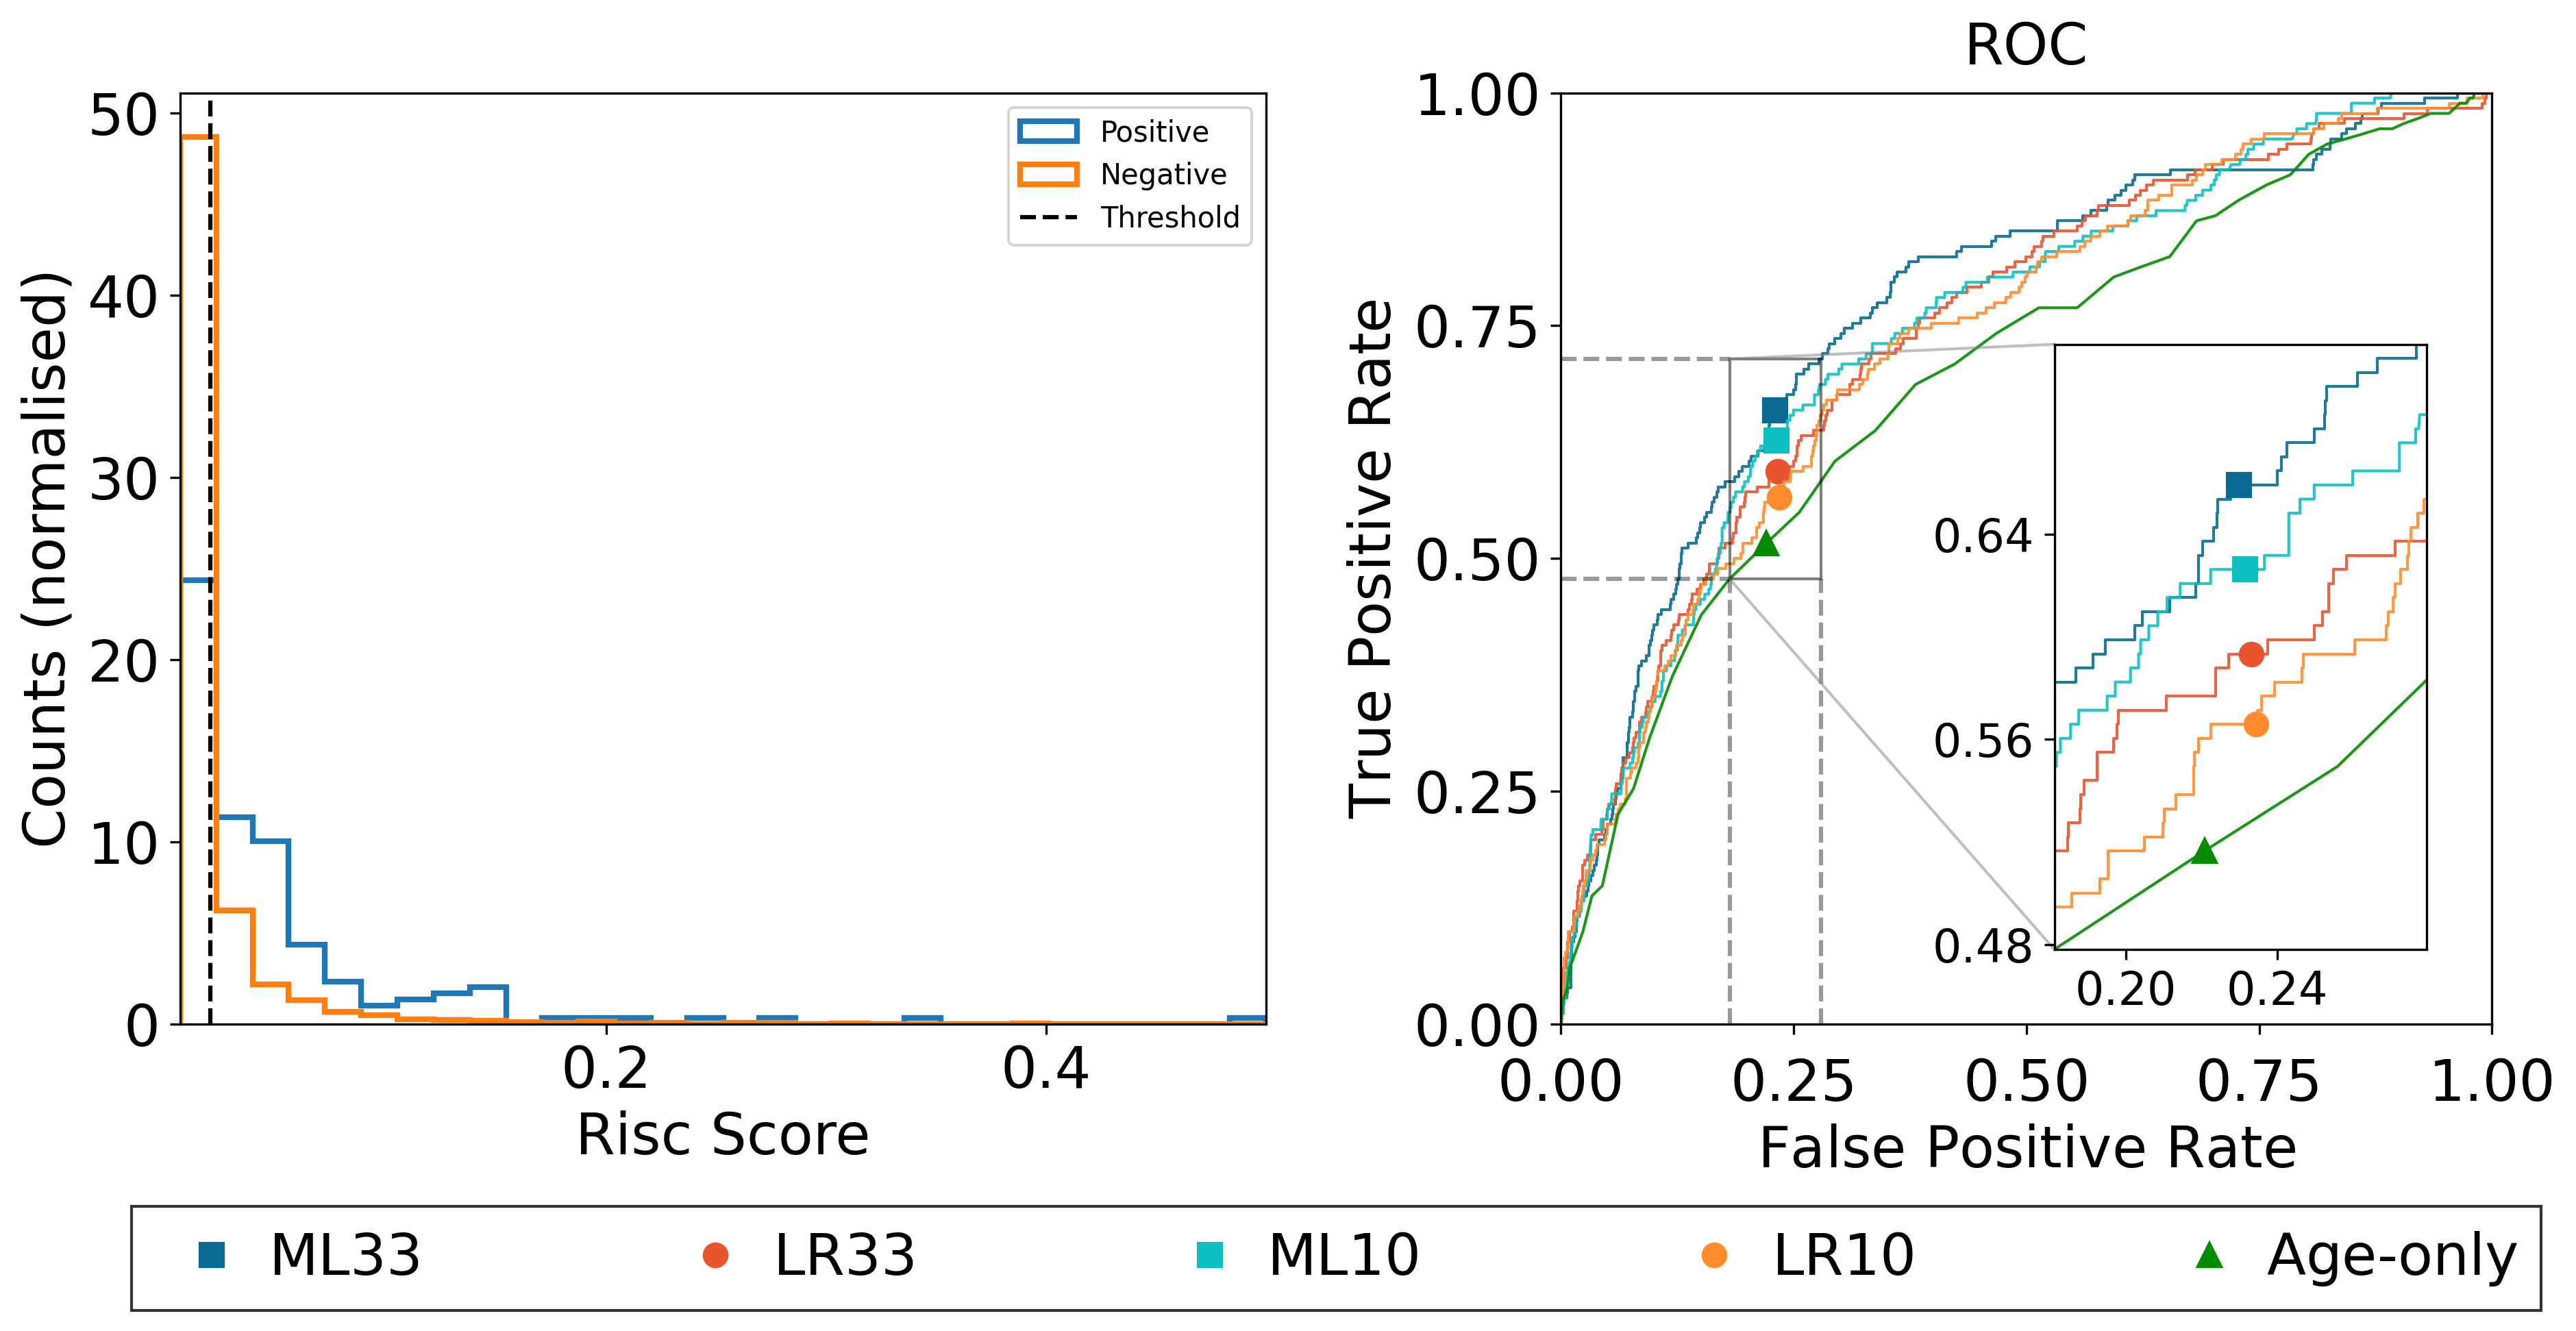 50
40
30
20
10
0
Counts (normalised)
0.2
0.4
Risc Score
Positive
Negative
Threshold
ROC
1.00
0.75
0.50
0.25
0.00
True Positive Rate
0.00
0.25
0.50
0.75
1.00
False Positive Rate
0.64
0.56
0.48
0.20
0.24
ML33
LR33
ML10
LR10
Age-only